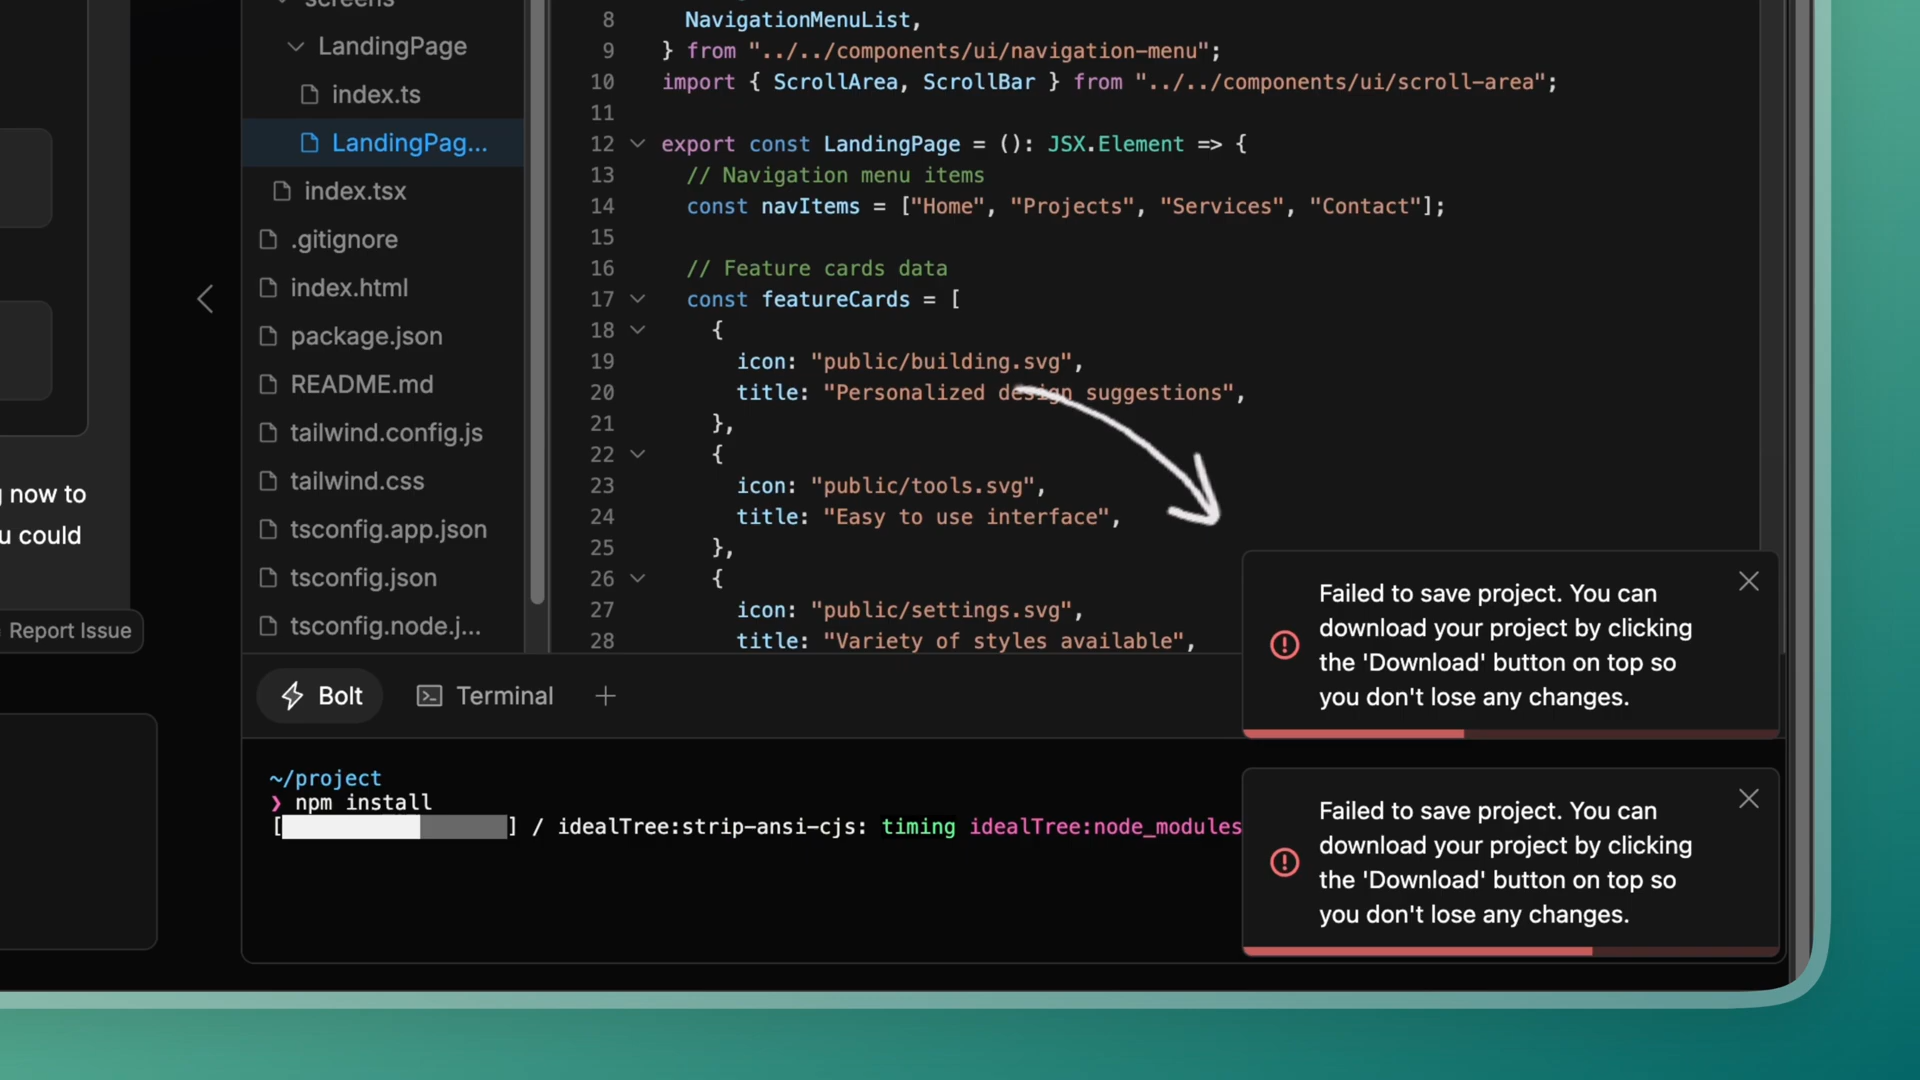 screens
LandingPage
index.ts
LandingPag...
index.tsx
.gitignore
index.html
package.json
README.md
tailwind.config.js
tailwind.css
tsconfig.app.json
tsconfig.json
tsconfig.node.j...
now to
u could
Report Issue
8 NavigationMenuList,
9 } from "../../components/ui/navigation-menu";
10 import { ScrollArea, ScrollBar } from "../../components/ui/scroll-area";
11
12 export const LandingPage = (): JSX.Element => {
13 // Navigation menu items
14 const navItems = ["Home", "Projects", "Services", "Contact"];
15
16 // Feature cards data
17 const featureCards = [
18 {
19 icon: "public/building.svg",
20 title: "Personalized design suggestions",
21 },
22 {
23 icon: "public/tools.svg",
24 title: "Easy to use interface",
25 },
26 {
27 icon: "public/settings.svg",
28 title: "Variety of styles available",
Bolt
Terminal
~/project
❯ npm install
[ ] / idealTree:strip-ansi-cjs: timing idealTree:node_modules
Failed to save project. You can
download your project by clicking
the 'Download' button on top so
you don't lose any changes.
Failed to save project. You can
download your project by clicking
the 'Download' button on top so
you don't lose any changes.